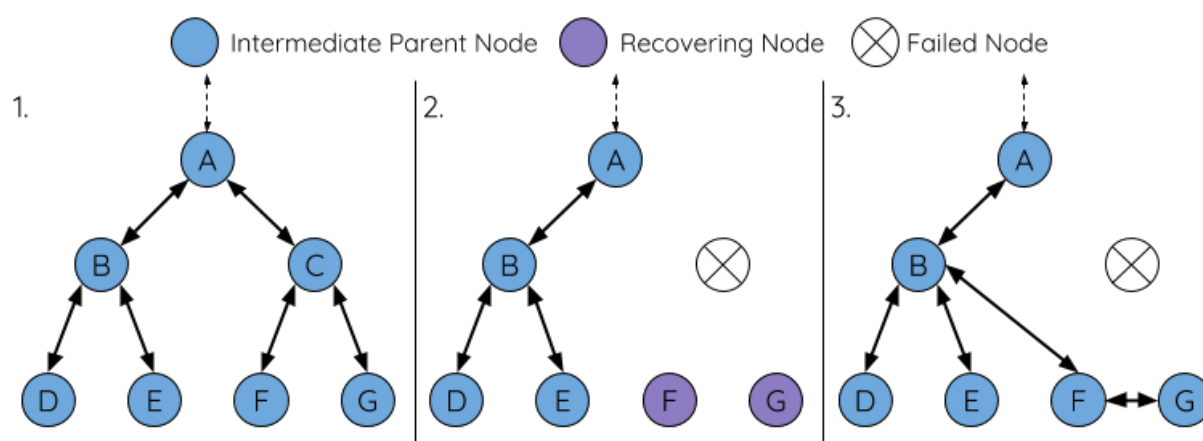 Intermediate Parent Node Recovering Node Failed Node
1. 2. 3.
A A A
B C B B
D E F G D E F G D E F G